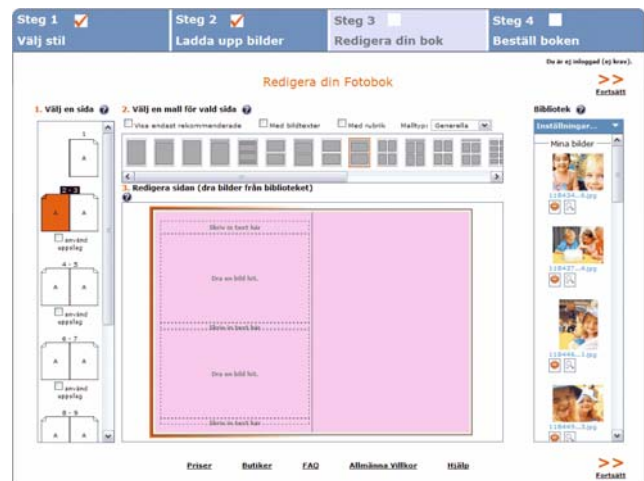 Steg 1
Välj stil
Steg 2
Ladda upp bilder
Steg 3
Redigera din bok
Steg 4
Beställ boken
Du är ej inloggad (ej krav).
Redigera din Fotobok
>>
Fortsätt
1. Välj en sida
2. Välj en mall för vald sida
Bibliotek
Visa endast rekommenderade
Med bildtexter
Med rubrik
Malltyp:
Generella
Inställningar...
Mina bilder
1
A
2 - 3
A A
använd
uppslag
4 - 5
A A
använd
uppslag
6 - 7
A A
använd
uppslag
8 - 9
A A
3. Redigera sidan (dra bilder från biblioteket)
Skriv in text här
Dra en bild hit.
Skriv in text här
Dra en bild hit.
Skriv in text här
Priser
Butiker
FAQ
Allmänna Villkor
Hjälp
>>
Fortsätt